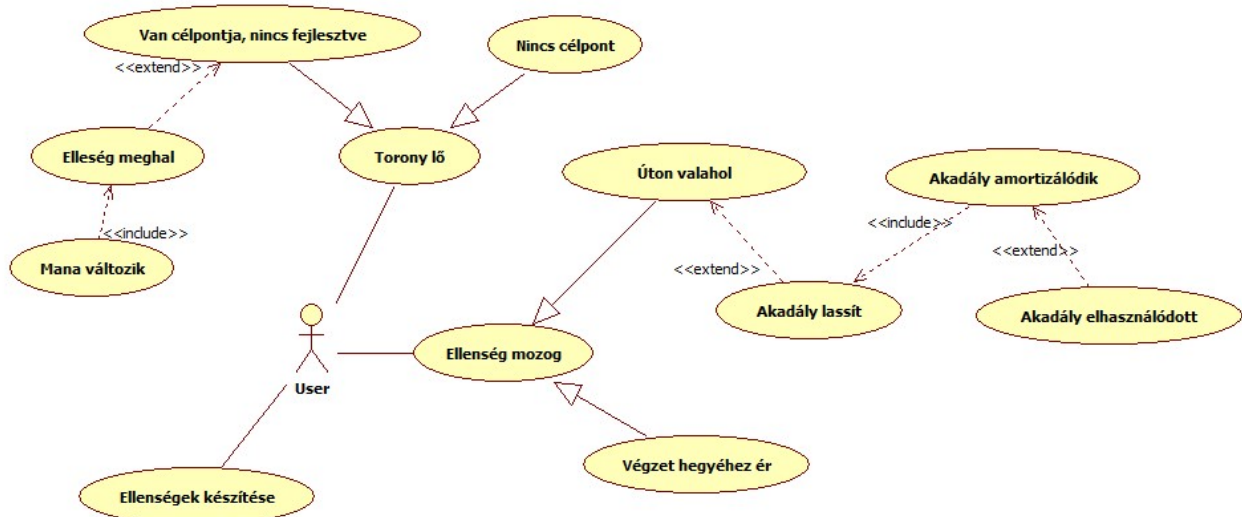 Van célpontja, nincs fejlesztve
Nincs célpont
<<extend>>
Elleség meghal
Torony lő
Úton valahol
Akadály amortizálódik
<<include>>
<<include>>
Mana változik
<<extend>>
<<extend>>
Akadály lassít
Akadály elhasználódott
Ellenség mozog
User
Végzet hegyéhez ér
Ellenségek készítése